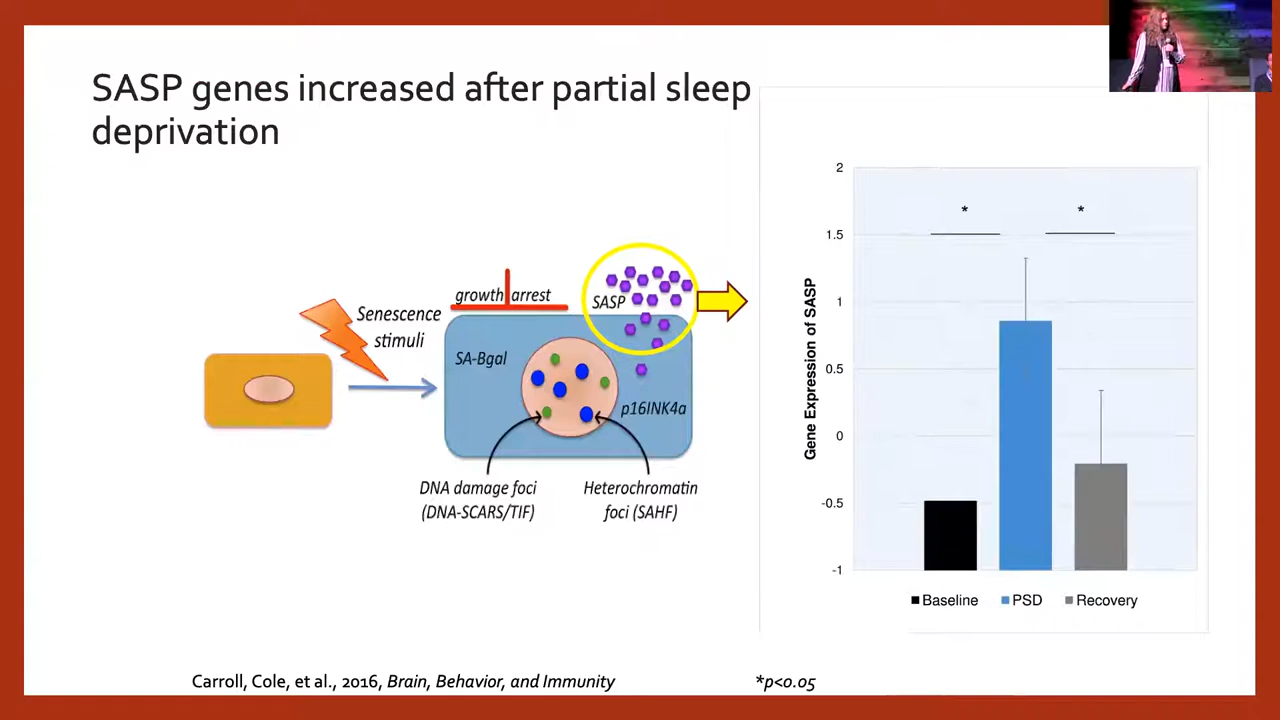 SASP genes increased after partial sleep
deprivation
growth arrest
SASP
Senescence
stimuli
SA-Bgal
p16INK4a
DNA damage foci
(DNA-SCARS/TIF)
Heterochromatin
foci (SAHF)
Gene Expression of SASP
2
1.5
1
0.5
0
-0.5
-1
*
*
Baseline PSD Recovery
Carroll, Cole, et al., 2016, Brain, Behavior, and Immunity
*p<0.05